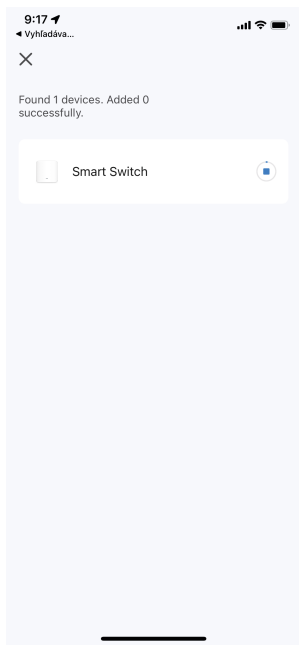 9:17
◀ Vyhľadáva...
Found 1 devices. Added 0
successfully.
Smart Switch